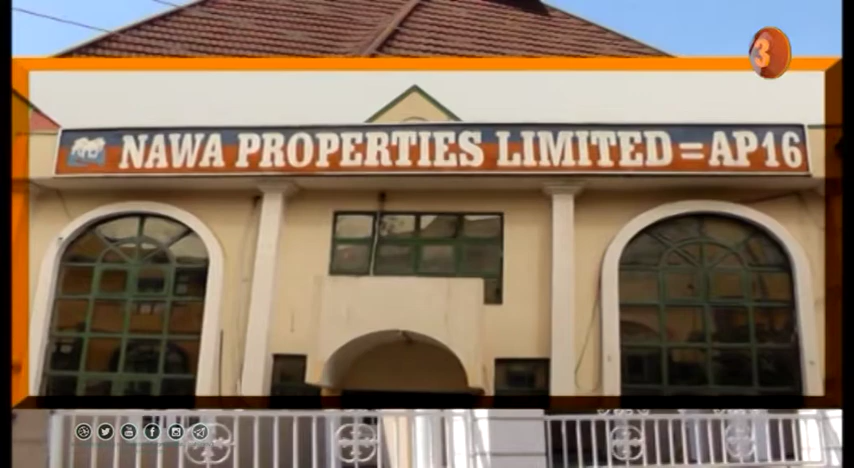 3
NAWA PROPERTIES LIMITED = AP16